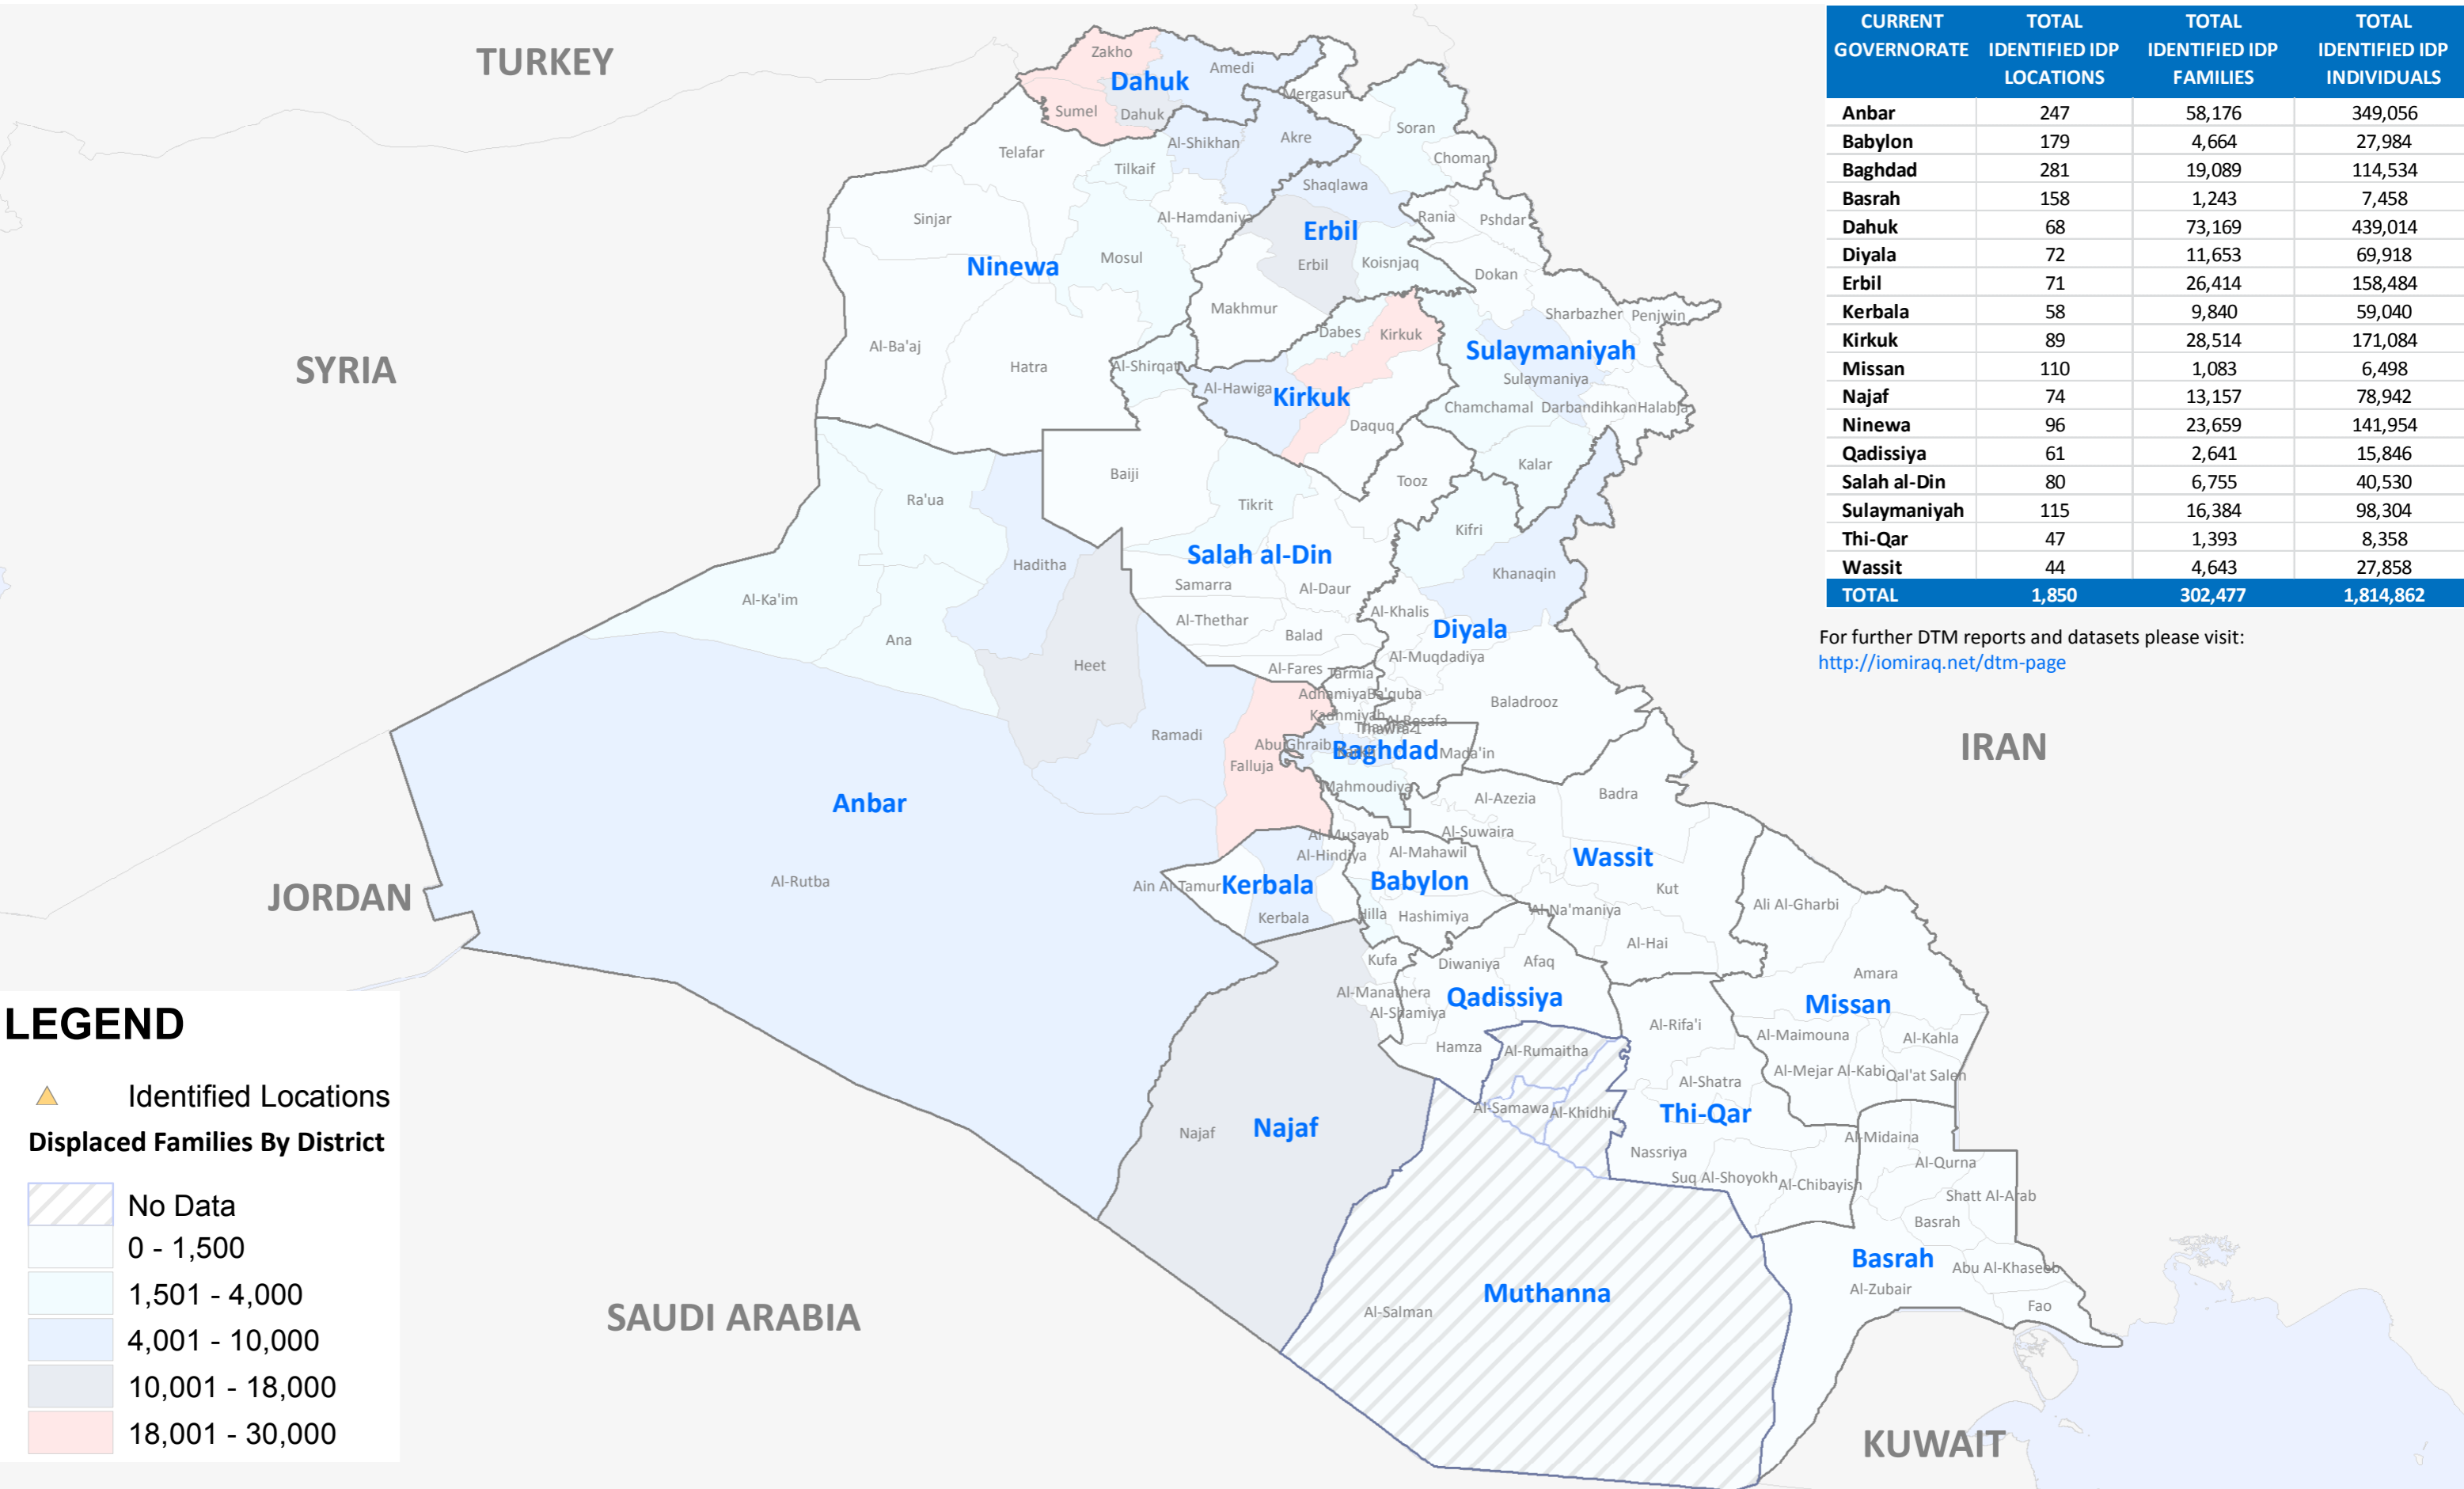 CURRENT GOVERNORATE TOTAL IDENTIFIED IDP LOCATIONS TOTAL IDENTIFIED IDP FAMILIES TOTAL IDENTIFIED IDP INDIVIDUALS
Anbar 247 58,176 349,056
Babylon 179 4,664 27,984
Baghdad 281 19,089 114,534
Basrah 158 1,243 7,458
Dahuk 68 73,169 439,014
Diyala 72 11,653 69,918
Erbil 71 26,414 158,484
Kerbala 58 9,840 59,040
Kirkuk 89 28,514 171,084
Missan 110 1,083 6,498
Najaf 74 13,157 78,942
Ninewa 96 23,659 141,954
Qadissiya 61 2,641 15,846
Salah al-Din 80 6,755 40,530
Sulaymaniyah 115 16,384 98,304
Thi-Qar 47 1,393 8,358
Wassit 44 4,643 27,858
TOTAL 1,850 302,477 1,814,862
For further DTM reports and datasets please visit:
http://iomiraq.net/dtm-page
TURKEY
SYRIA
JORDAN
SAUDI ARABIA
KUWAIT
IRAN
Dahuk
Zakho
Amedi
Sumel
Dahuk
Ninewa
Telafar
Tilkaif
Al-Shikhan
Akre
Sinjar
Al-Hamdaniya
Mosul
Al-Ba'aj
Hatra
Erbil
Mergasur
Soran
Choman
Shaqlawa
Erbil
Koisnjaq
Makhmur
Sulaymaniyah
Rania
Pshdar
Dokan
Sharbazher
Penjwin
Sulaymaniya
Chamchamal
Darbandihkan
Halabja
Kalar
Kirkuk
Dabes
Kirkuk
Al-Hawiga
Daquq
Salah al-Din
Al-Shirqat
Baiji
Tikrit
Tooz
Samarra
Al-Daur
Al-Thethar
Balad
Al-Fares
Diyala
Kifri
Khanaqin
Al-Khalis
Al-Muqdadiya
Ba'quba
Baladrooz
Baghdad
Tarmia
Adhamiya
Kadhmiyah
Al-Rosafa
Thawra1
Abu Ghraib
Mada'in
Mahmoudiya
Anbar
Ra'ua
Haditha
Al-Ka'im
Ana
Heet
Ramadi
Falluja
Al-Rutba
Kerbala
Al-Hindiya
Ain Al-Tamur
Kerbala
Babylon
Al-Musayab
Al-Mahawil
Hilla
Hashimiya
Wassit
Al-Azezia
Badra
Al-Suwaira
Kut
Al-Na'maniya
Al-Hai
Najaf
Kufa
Al-Manathera
Najaf
Qadissiya
Diwaniya
Afaq
Al-Shamiya
Hamza
Missan
Ali Al-Gharbi
Amara
Al-Maimouna
Al-Kahla
Al-Mejar Al-Kabi
Qal'at Saleh
Thi-Qar
Al-Rifa'i
Al-Shatra
Nassriya
Suq Al-Shoyokh
Al-Chibayish
Muthanna
Al-Rumaitha
Al-Samawa
Al-Khidhir
Al-Salman
Basrah
Al-Midaina
Al-Qurna
Shatt Al-Arab
Basrah
Abu Al-Khaseeb
Al-Zubair
Fao
LEGEND
Identified Locations
Displaced Families By District
No Data
0 - 1,500
1,501 - 4,000
4,001 - 10,000
10,001 - 18,000
18,001 - 30,000